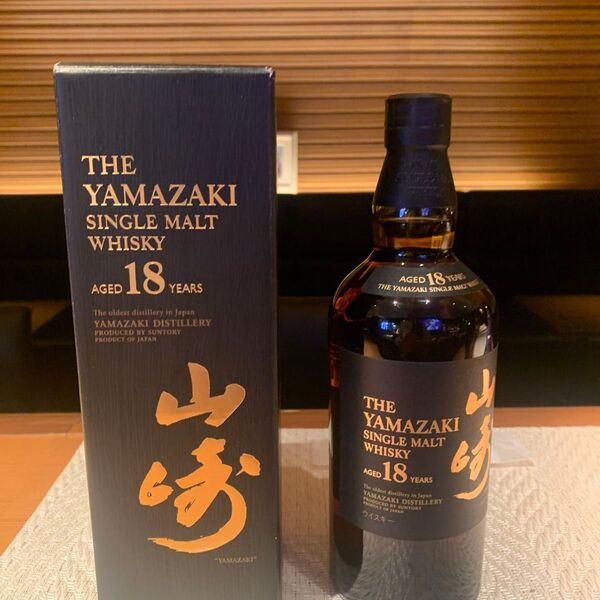 THE
YAMAZAKI
SINGLE MALT
WHISKY
AGED 18 YEARS
The oldest distillery in Japan
YAMAZAKI DISTILLERY
PRODUCED BY SUNTORY
PRODUCT OF JAPAN
山崎
"YAMAZAKI"
AGED 18 YEARS
THE YAMAZAKI SINGLE MALT
THE
YAMAZAKI
SINGLE MALT
WHISKY
AGED 18 YEARS
The oldest distillery in Japan
YAMAZAKI DISTILLERY
PRODUCED BY SUNTORY
PRODUCT OF JAPAN
ウイスキー
山崎